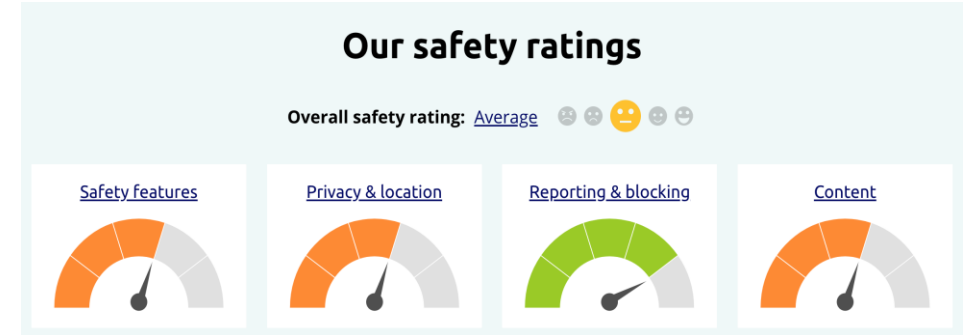 Our safety ratings
Overall safety rating: Average
Safety features
Privacy & location
Reporting & blocking
Content